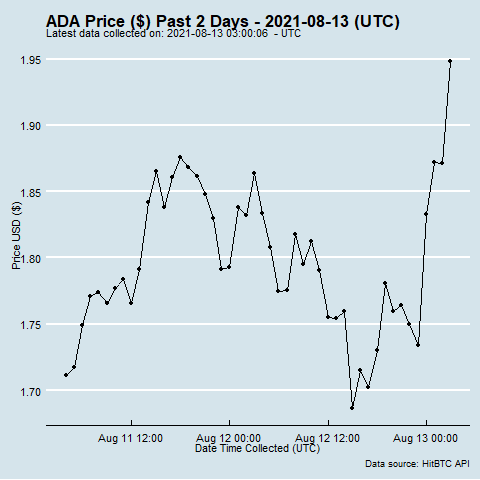 ADA Price ($) Past 2 Days - 2021-08-13 (UTC)
Latest data collected on: 2021-08-13 03:00:06 - UTC
1.95
1.90
1.85
1.80
1.75
1.70
Price USD ($)
Aug 11 12:00 Aug 12 00:00 Aug 12 12:00 Aug 13 00:00
Date Time Collected (UTC)
Data source: HitBTC API